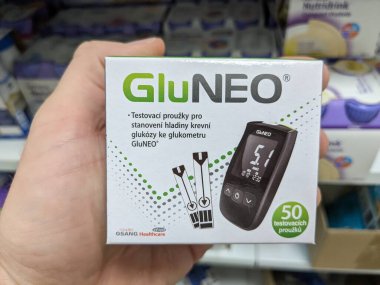 Nutridrink
GluNEO®
• Testovací proužky pro
stanovení hladiny krevní
glukózy ke glukometru
GluNEO®
GluNEO
5.1
50
testovacích
proužků
OSANG Healthcare